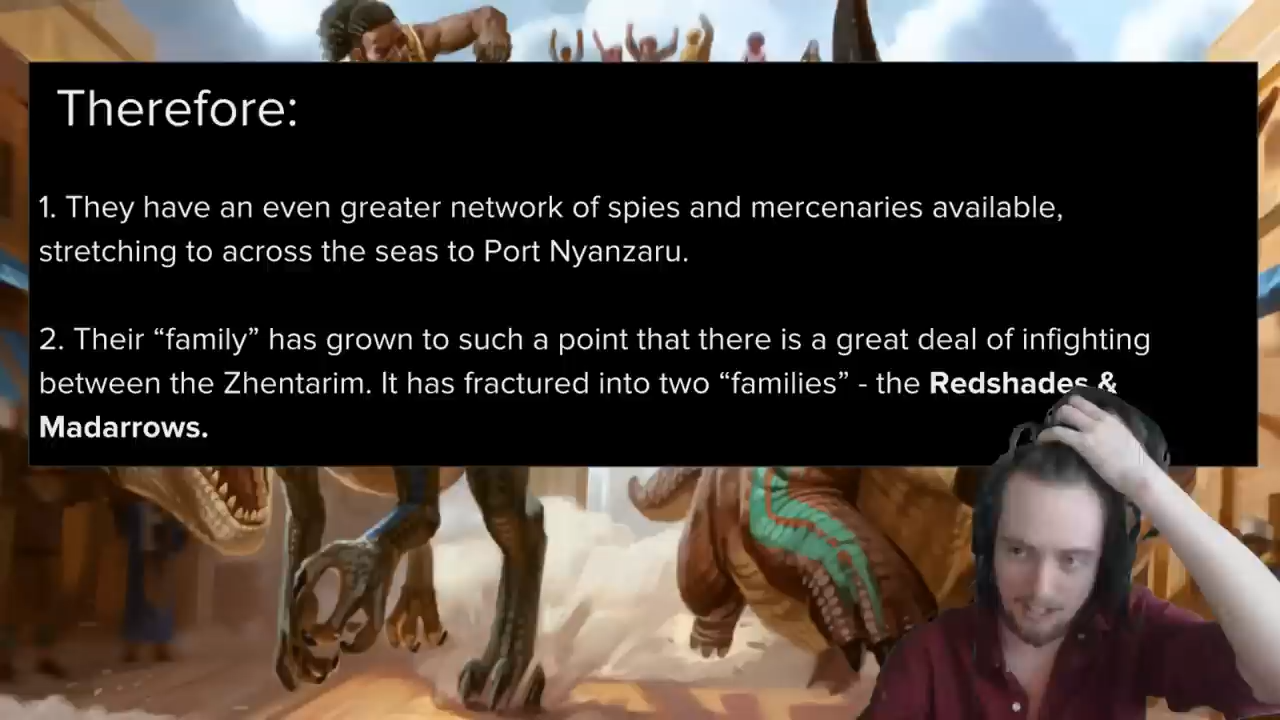 Therefore:
1. They have an even greater network of spies and mercenaries available,
stretching to across the seas to Port Nyanzaru.
2. Their “family” has grown to such a point that there is a great deal of infighting
between the Zhentarim. It has fractured into two “families” - the Redshades &
Madarrows.